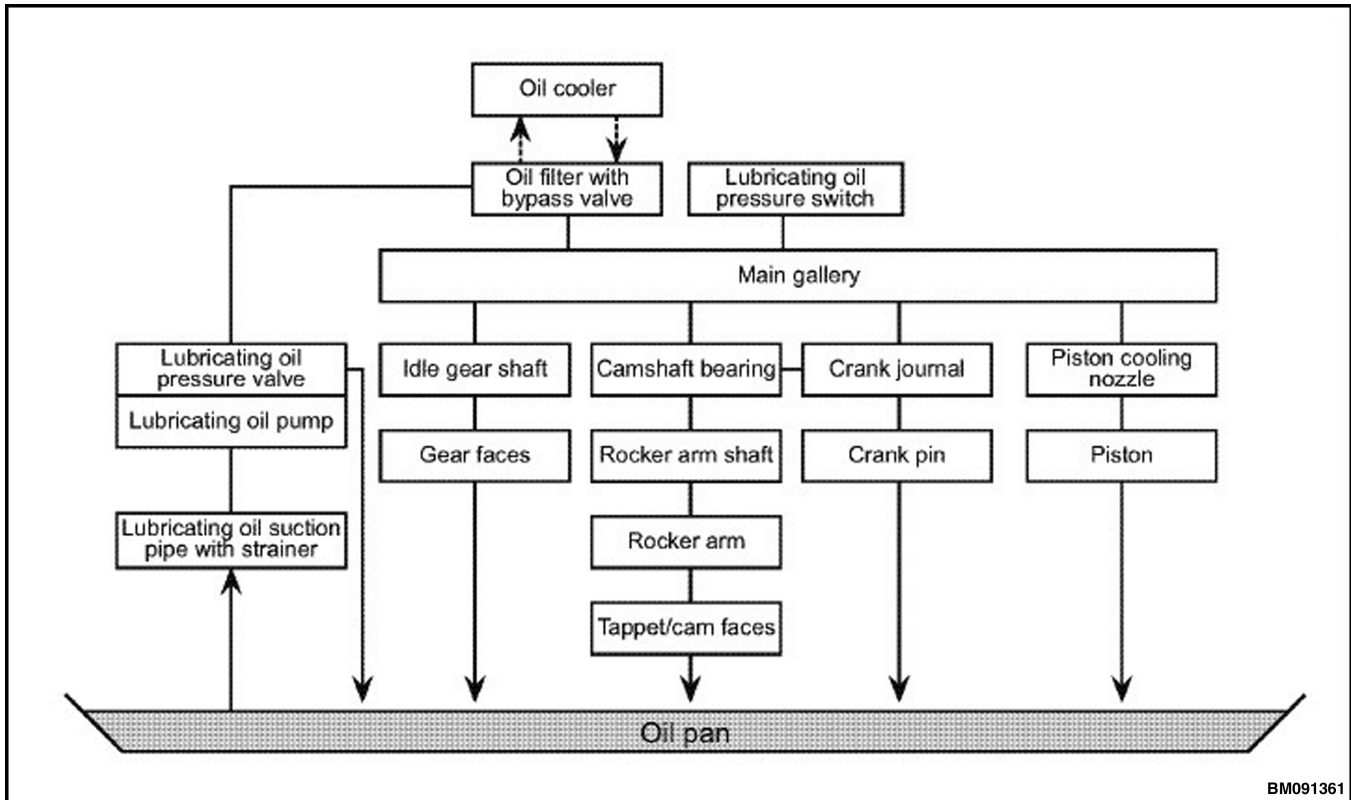 Oil cooler
Oil filter with
bypass valve
Lubricating oil
pressure switch
Main gallery
Lubricating oil
pressure valve
Idle gear shaft
Camshaft bearing
Crank journal
Piston cooling
nozzle
Lubricating oil pump
Gear faces
Rocker arm shaft
Crank pin
Piston
Lubricating oil suction
pipe with strainer
Rocker arm
Tappet/cam faces
Oil pan
BM091361